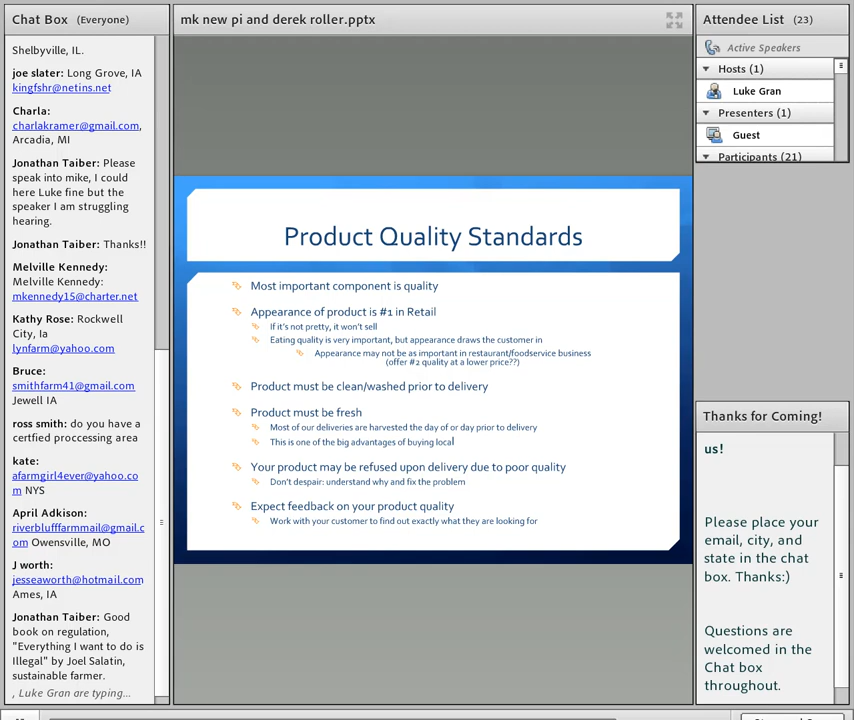 Chat Box (Everyone)
Shelbyville, IL.
joe slater: Long Grove, IA
kingfshr@netins.net
Charla:
charlakramer@gmail.com,
Arcadia, MI
Jonathan Taiber: Please
speak into mike, I could
here Luke fine but the
speaker I am struggling
hearing.
Jonathan Taiber: Thanks!!
Melville Kennedy:
Melville Kennedy:
mkennedy15@charter.net
Kathy Rose: Rockwell
City, Ia
lynfarm@yahoo.com
Bruce:
smithfarm41@gmail.com
Jewell IA
ross smith: do you have a
certfied proccessing area
kate:
afarmgirl4ever@yahoo.co
m NYS
April Adkison:
riverblufffarmmail@gmail.c
om Owensville, MO
J worth:
jesseaworth@hotmail.com
Ames, IA
Jonathan Taiber: Good
book on regulation,
"Everything I want to do is
Illegal" by Joel Salatin,
sustainable farmer.
, Luke Gran are typing...
mk new pi and derek roller.pptx
Product Quality Standards
Most important component is quality
Appearance of product is #1 in Retail
If it's not pretty, it won't sell
Eating quality is very important, but appearance draws the customer in
Appearance may not be as important in restaurant/foodservice business
(offer #2 quality at a lower price??)
Product must be clean/washed prior to delivery
Product must be fresh
Most of our deliveries are harvested the day of or day prior to delivery
This is one of the big advantages of buying local
Your product may be refused upon delivery due to poor quality
Don't despair: understand why and fix the problem
Expect feedback on your product quality
Work with your customer to find out exactly what they are looking for
Attendee List (23)
Active Speakers
Hosts (1)
Luke Gran
Presenters (1)
Guest
Participants (21)
Thanks for Coming!
us!
Please place your
email, city, and
state in the chat
box. Thanks:)
Questions are
welcomed in the
Chat box
throughout.